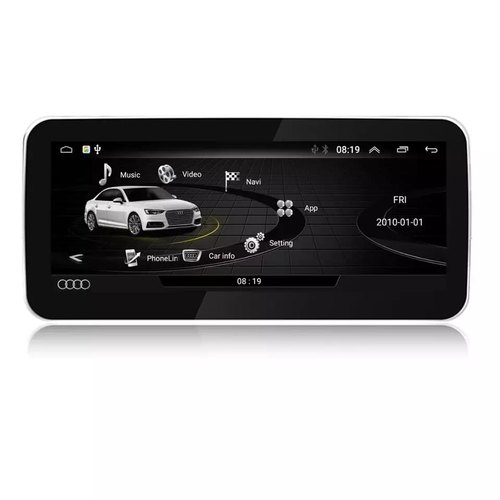 08:19
Music
Video
Navi
App
FRI
2010-01-01
Setting
PhoneLin
Car info
08:19